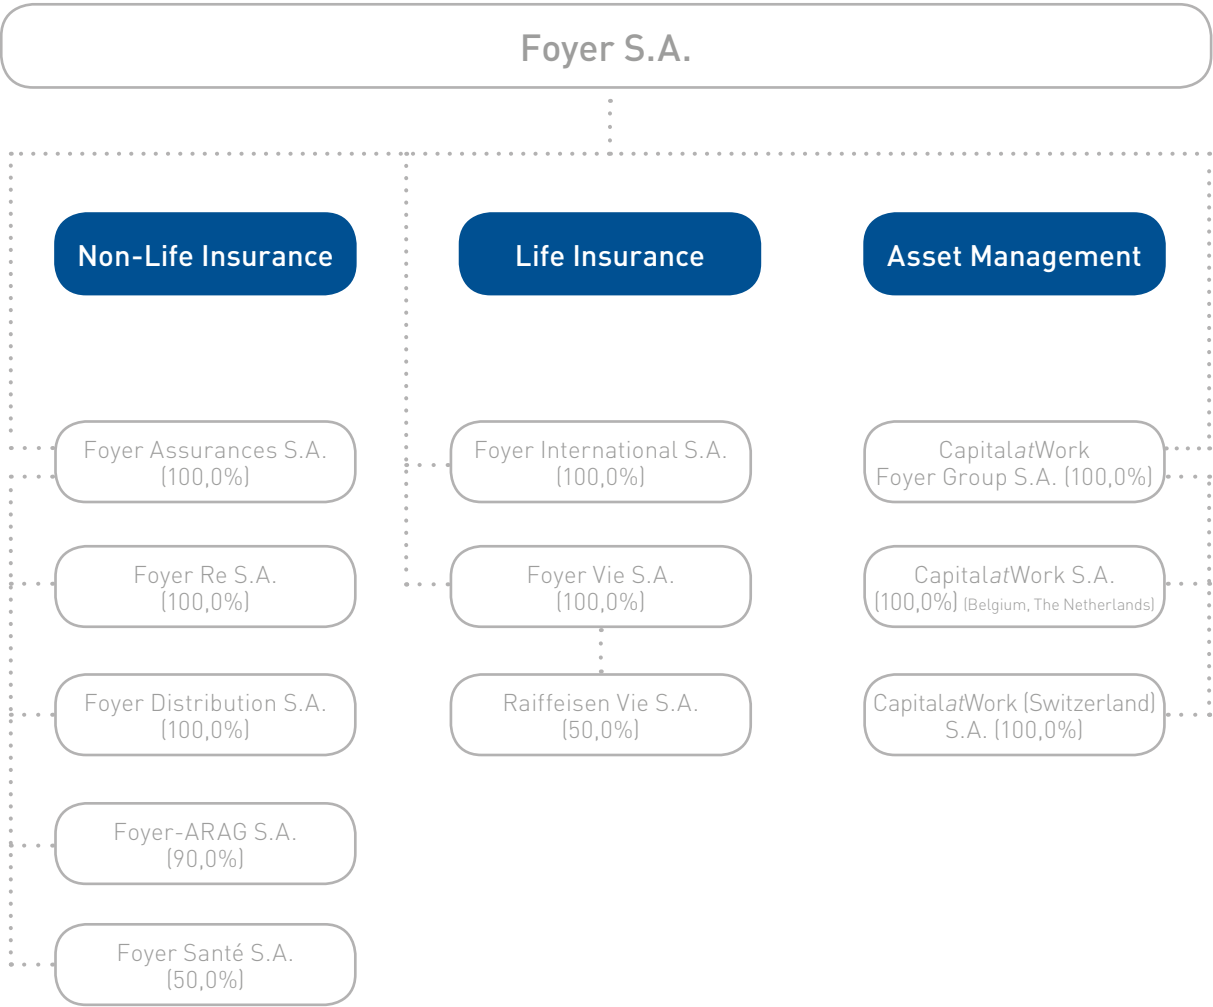 Foyer S.A.
Non-Life Insurance
Life Insurance
Asset Management
Foyer Assurances S.A.
(100,0%)
Foyer International S.A.
(100,0%)
CapitalatWork
Foyer Group S.A. (100,0%)
Foyer Re S.A.
(100,0%)
Foyer Vie S.A.
(100,0%)
CapitalatWork S.A.
(100,0%) (Belgium, The Netherlands)
Foyer Distribution S.A.
(100,0%)
Raiffeisen Vie S.A.
(50,0%)
CapitalatWork (Switzerland)
S.A. (100,0%)
Foyer-ARAG S.A.
(90,0%)
Foyer Santé S.A.
(50,0%)